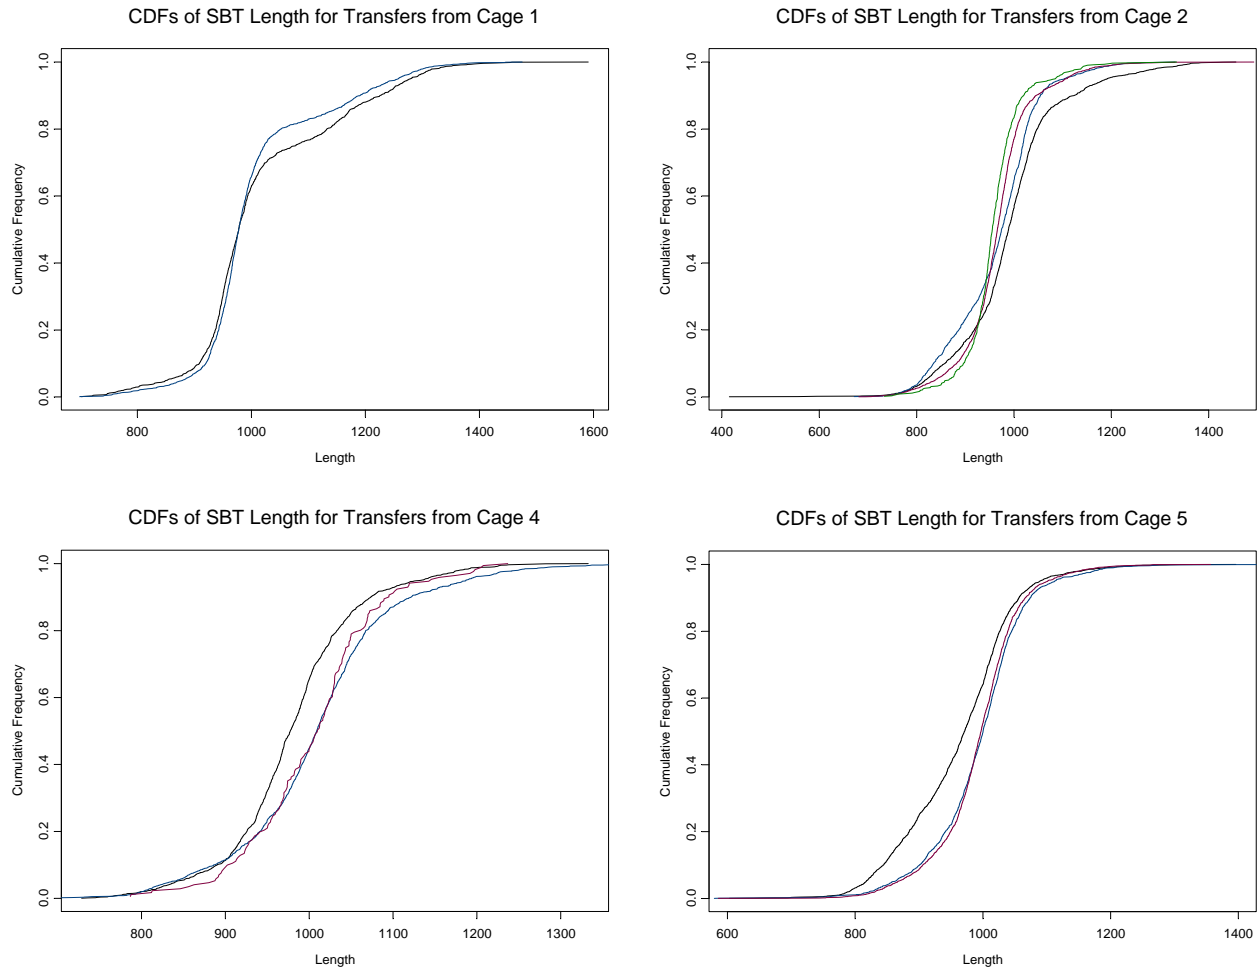 CDFs of SBT Length for Transfers from Cage 1
Cumulative Frequency
0.0 0.2 0.4 0.6 0.8 1.0
800 1000 1200 1400 1600
Length
CDFs of SBT Length for Transfers from Cage 2
Cumulative Frequency
0.0 0.2 0.4 0.6 0.8 1.0
400 600 800 1000 1200 1400
Length
CDFs of SBT Length for Transfers from Cage 4
Cumulative Frequency
0.0 0.2 0.4 0.6 0.8 1.0
800 900 1000 1100 1200 1300
Length
CDFs of SBT Length for Transfers from Cage 5
Cumulative Frequency
0.0 0.2 0.4 0.6 0.8 1.0
600 800 1000 1200 1400
Length